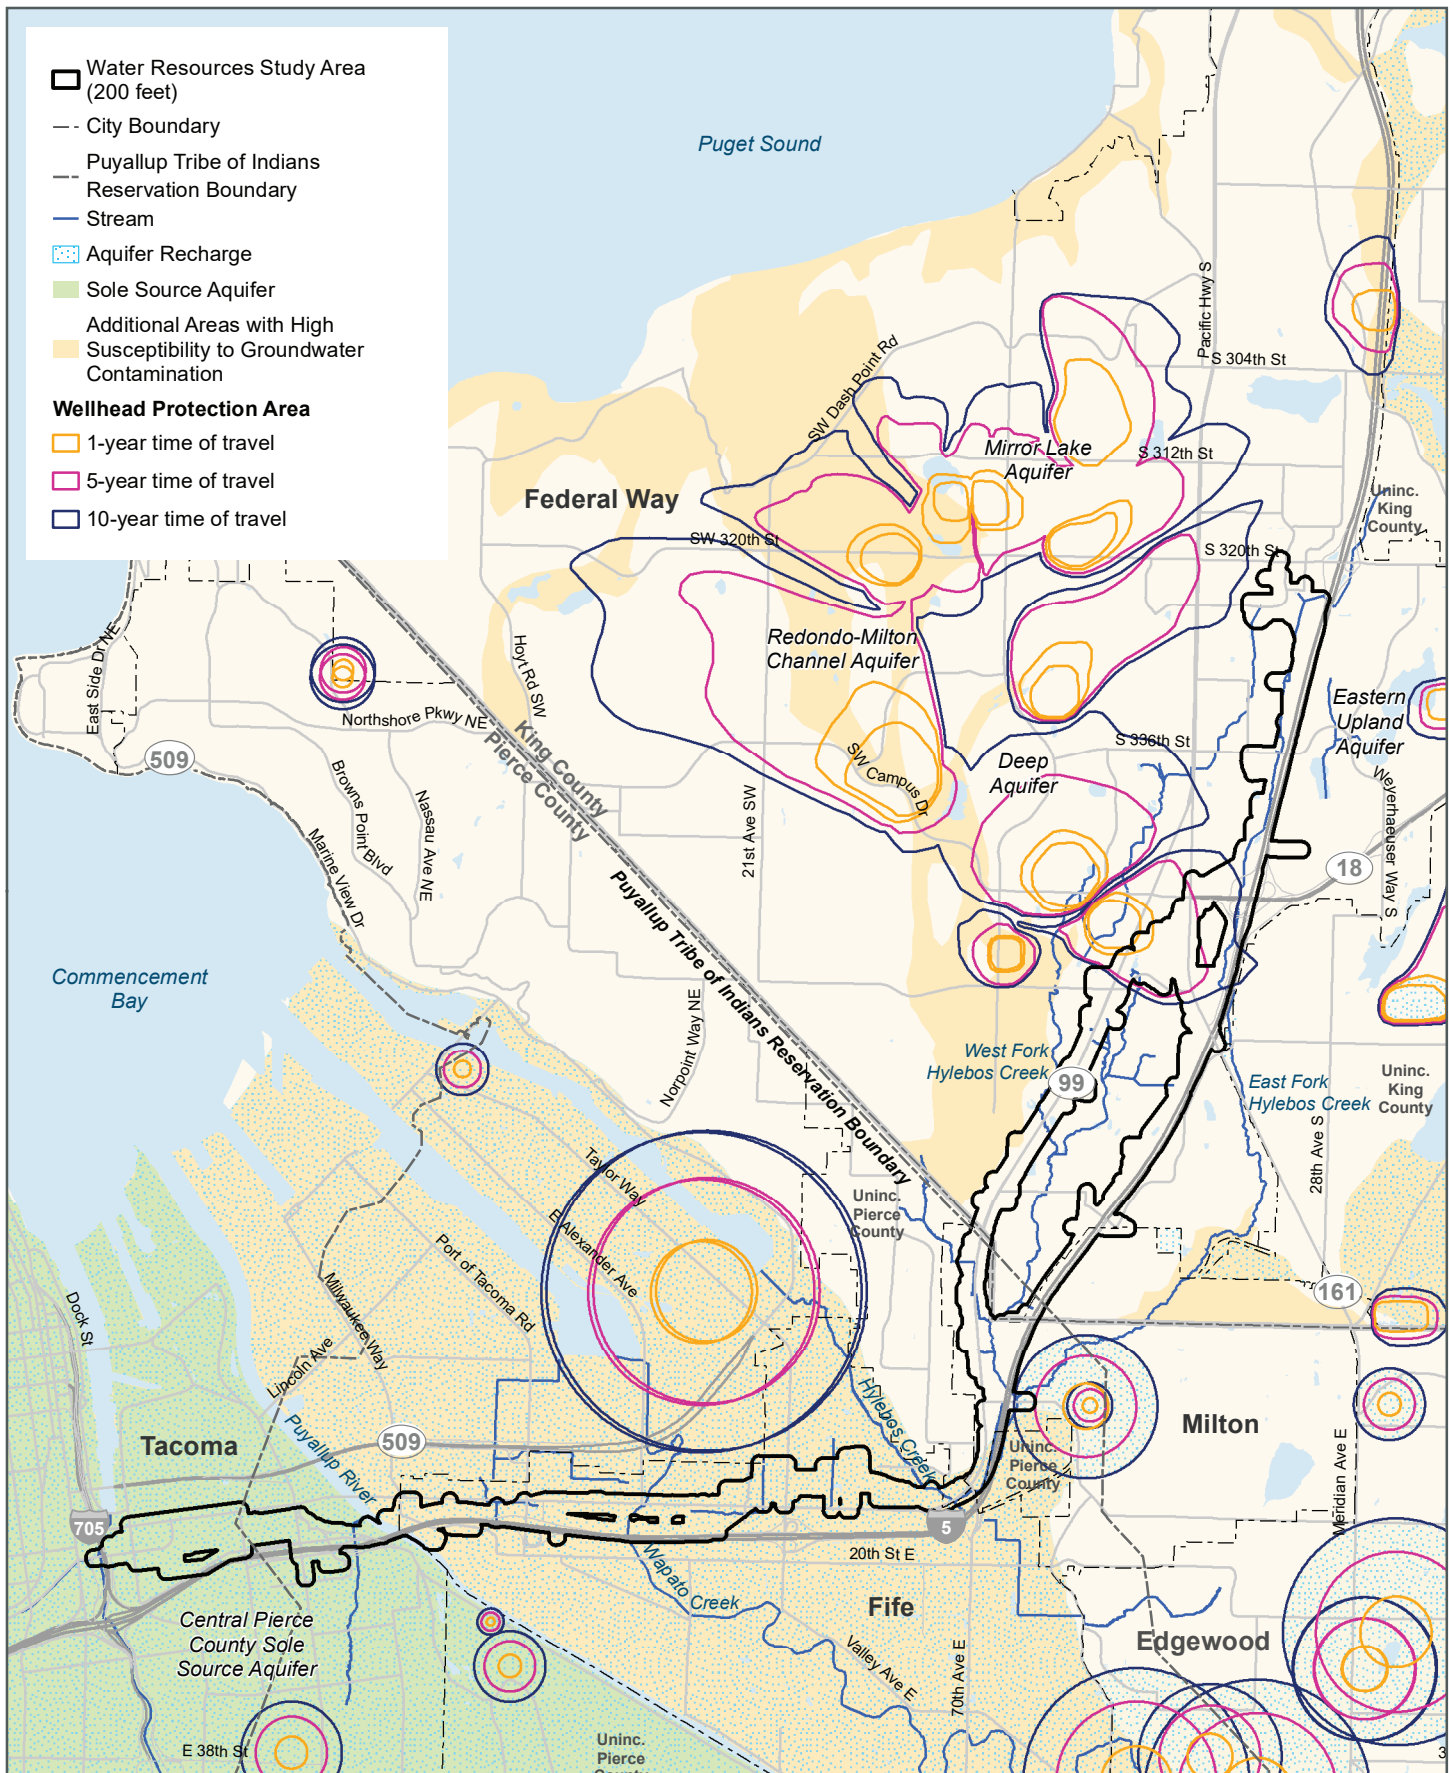 Water Resources Study Area
(200 feet)
City Boundary
Puyallup Tribe of Indians
Reservation Boundary
Stream
Aquifer Recharge
Sole Source Aquifer
Additional Areas with High
Susceptibility to Groundwater
Contamination
Wellhead Protection Area
1-year time of travel
5-year time of travel
10-year time of travel
Puget Sound
Pacific Hwy S
S 304th St
SW Dash Point Rd
Mirror Lake
Aquifer
S 312th St
Federal Way
Uninc.
King
County
SW 320th St
S 320th St
Redondo-Milton
Channel Aquifer
East Side Dr NE
Hoyt Rd SW
Northshore Pkwy NE
King County
Pierce County
Eastern
Upland
Aquifer
S 336th St
509
Deep
Aquifer
SW Campus Dr
Browns Point Blvd
Nassau Ave NE
21st Ave SW
Weyerhaeuser Way S
Marine View Dr
18
Puyallup Tribe of Indians Reservation Boundary
Commencement
Bay
Norpoint Way NE
West Fork
Hylebos Creek
99
East Fork
Hylebos Creek
Uninc.
King
County
28th Ave S
Taylor Way
Uninc.
Pierce
County
E Alexander Ave
Port of Tacoma Rd
Milwaukee Way
161
Dock St
Lincoln Ave
Puyallup River
Hylebos Creek
Tacoma
509
Milton
Uninc.
Pierce
County
Meridian Ave E
705
5
20th St E
Wapato Creek
Fife
Central Pierce
County Sole
Source Aquifer
Edgewood
Valley Ave E
70th Ave E
E 38th St
Uninc.
Pierce
County
3